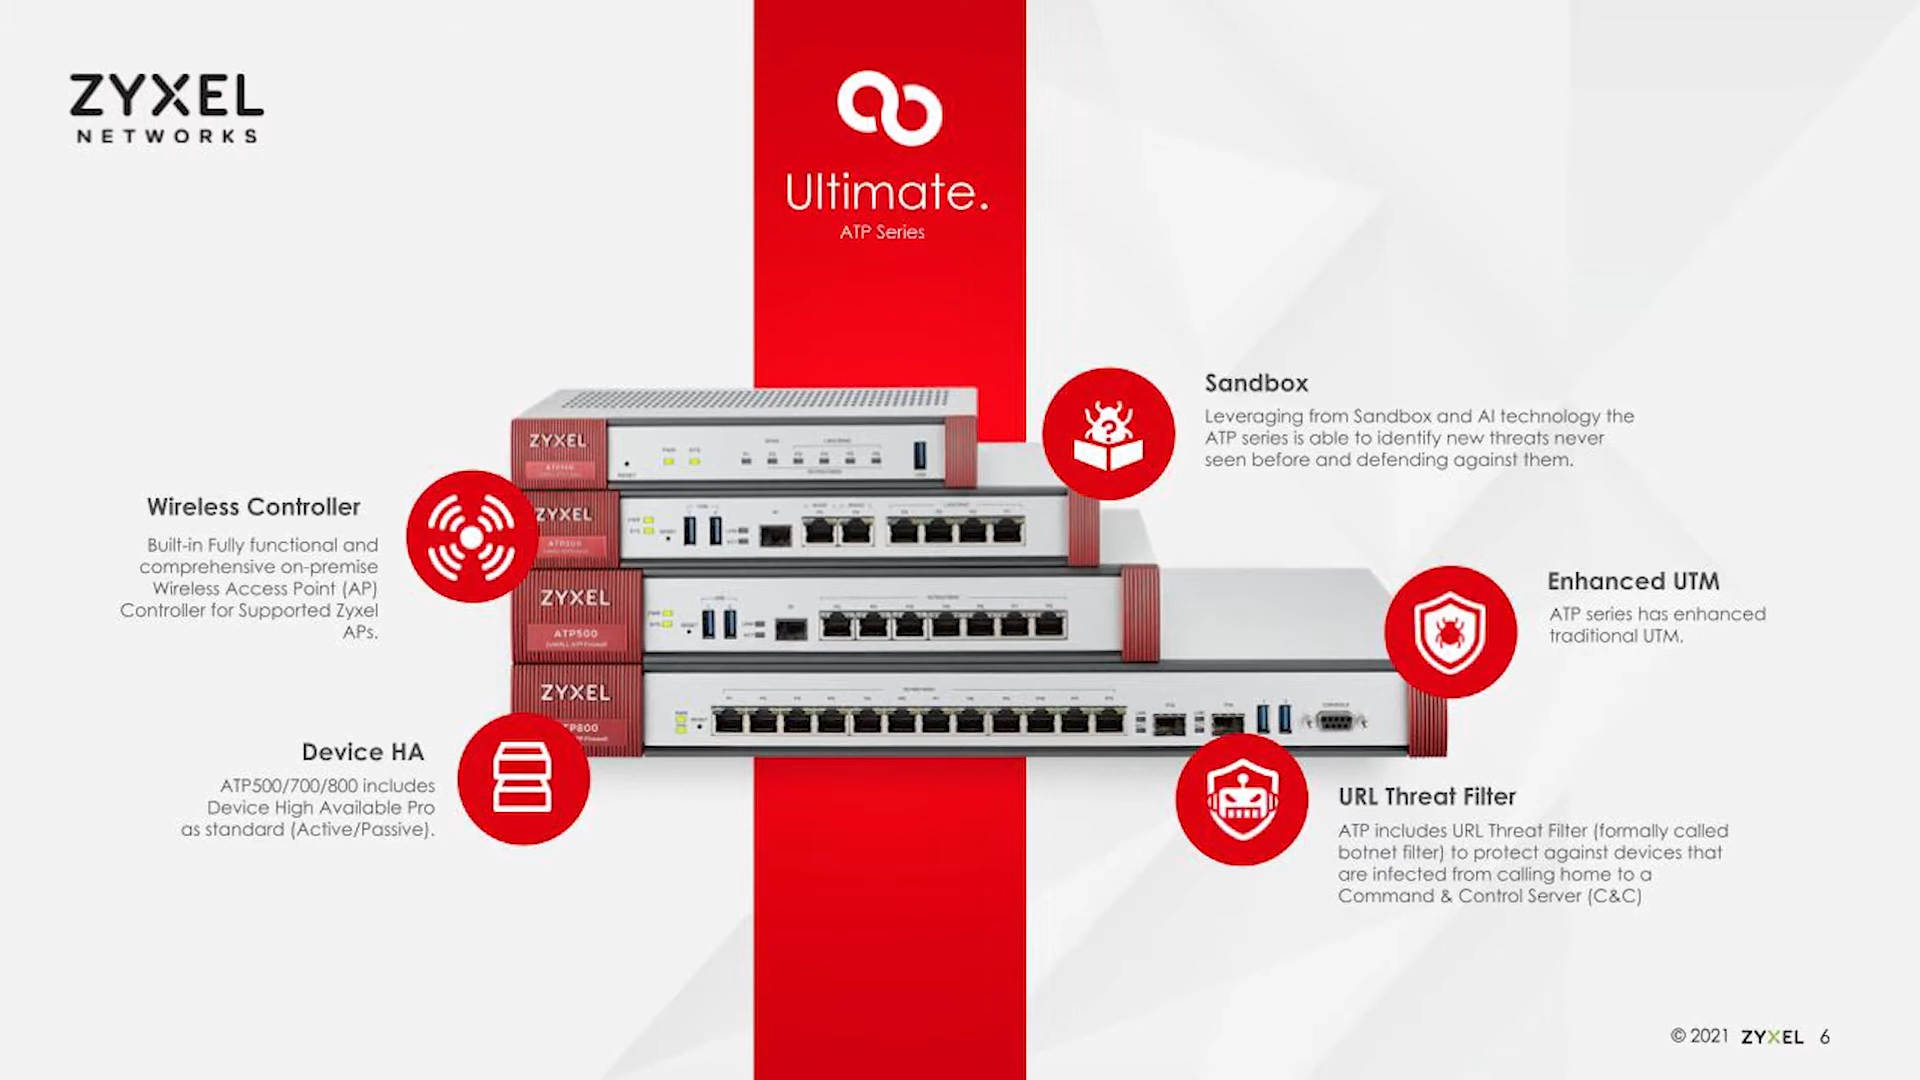 ZYXEL
NETWORKS
Ultimate.
ATP Series
Sandbox
Leveraging from Sandbox and AI technology the
ATP series is able to identify new threats never
seen before and defending against them.
Wireless Controller
Built-in Fully functional and
comprehensive on-premise
Wireless Access Point (AP)
Controller for Supported Zyxel
APs.
Enhanced UTM
ATP series has enhanced
traditional UTM.
Device HA
ATP500/700/800 includes
Device High Available Pro
as standard (Active/Passive).
URL Threat Filter
ATP includes URL Threat Filter (formally called
botnet filter) to protect against devices that
are infected from calling home to a
Command & Control Server (C&C)
ZYXEL
ZYXEL
ZYXEL
ATP500
ZYXEL
© 2021 ZYXEL 6